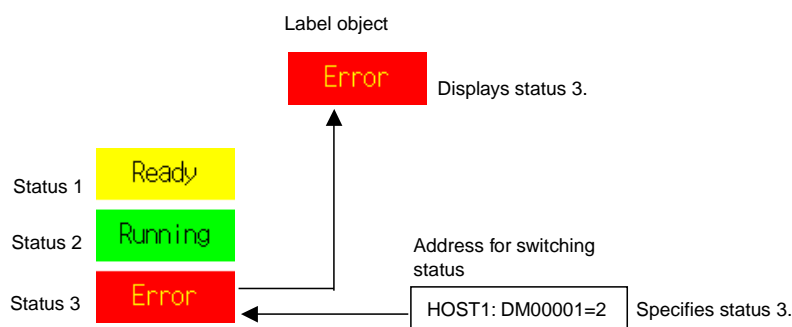 Label object
Error
Displays status 3.
Status 1
Ready
Status 2
Running
Status 3
Error
Address for switching
status
HOST1: DM00001=2
Specifies status 3.